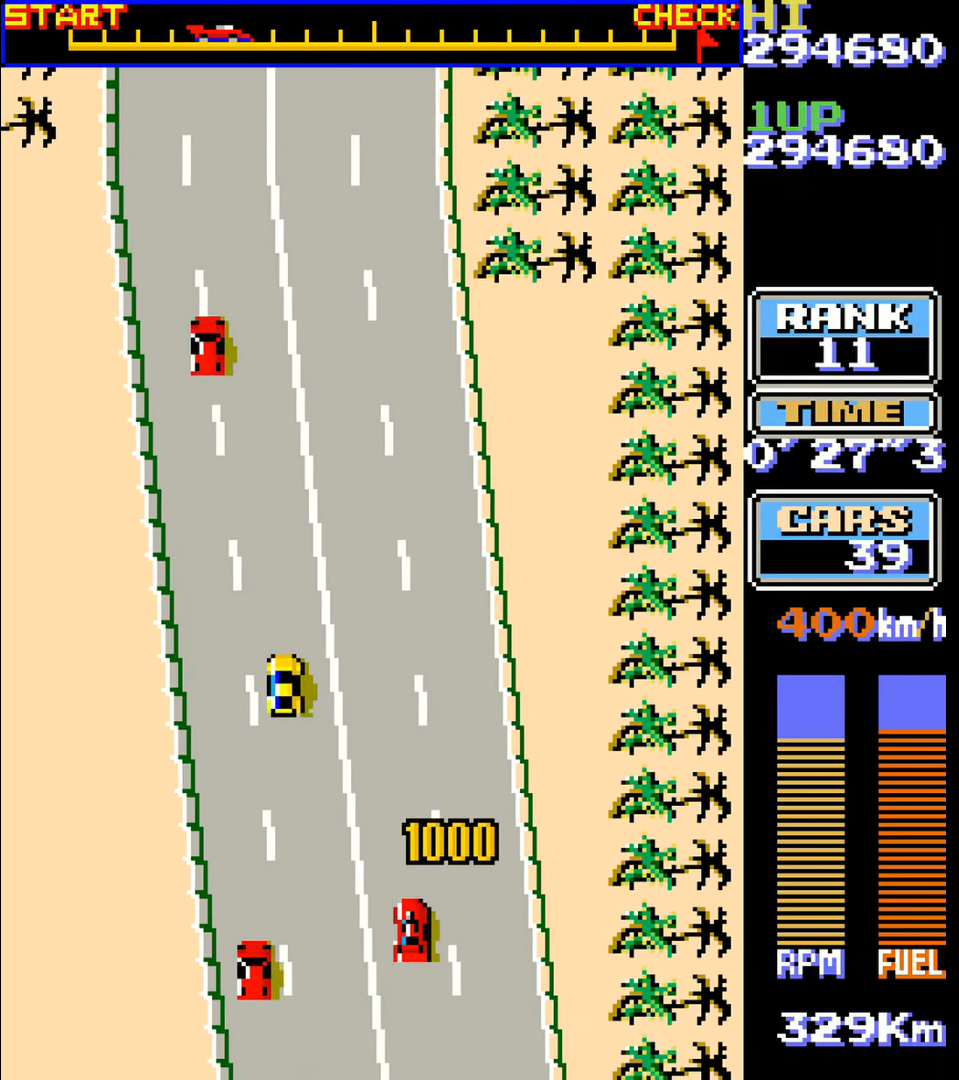 START CHECK
HI
294680
1UP
294680
RANK
11
TIME
0'27"3
CARS
39
400km/h
1000
RPM FUEL
329Km